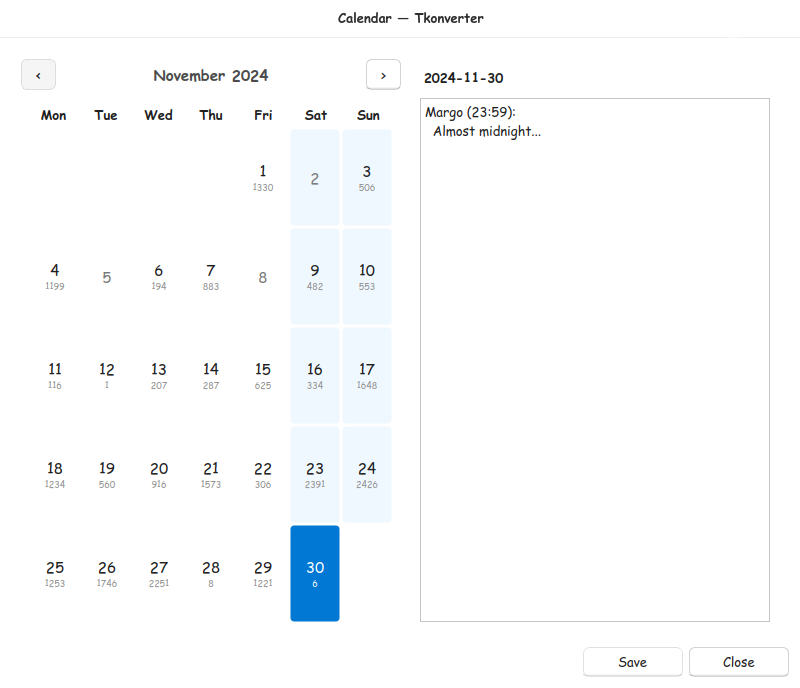 Calendar — Tkonverter
‹ November 2024 ›
Mon Tue Wed Thu Fri Sat Sun
1 2 3
1330 506
4 5 6 7 8 9 10
1199 194 883 482 553
11 12 13 14 15 16 17
116 1 207 287 625 334 1648
18 19 20 21 22 23 24
1234 560 916 1573 306 2391 2426
25 26 27 28 29 30
1253 1746 2251 8 1221 6
2024-11-30
Margo (23:59):
Almost midnight...
Save Close